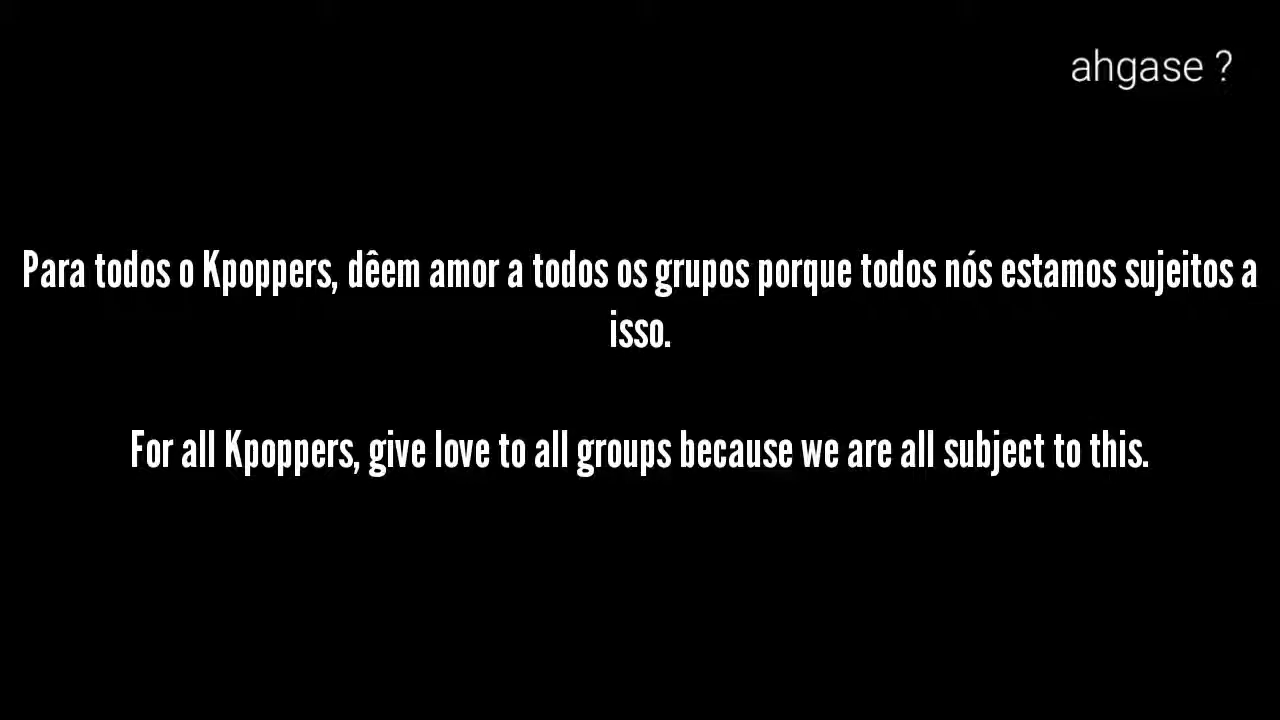 ahgase ?
Para todos o Kpoppers, dêem amor a todos os grupos porque todos nós estamos sujeitos a
isso.
For all Kpoppers, give love to all groups because we are all subject to this.